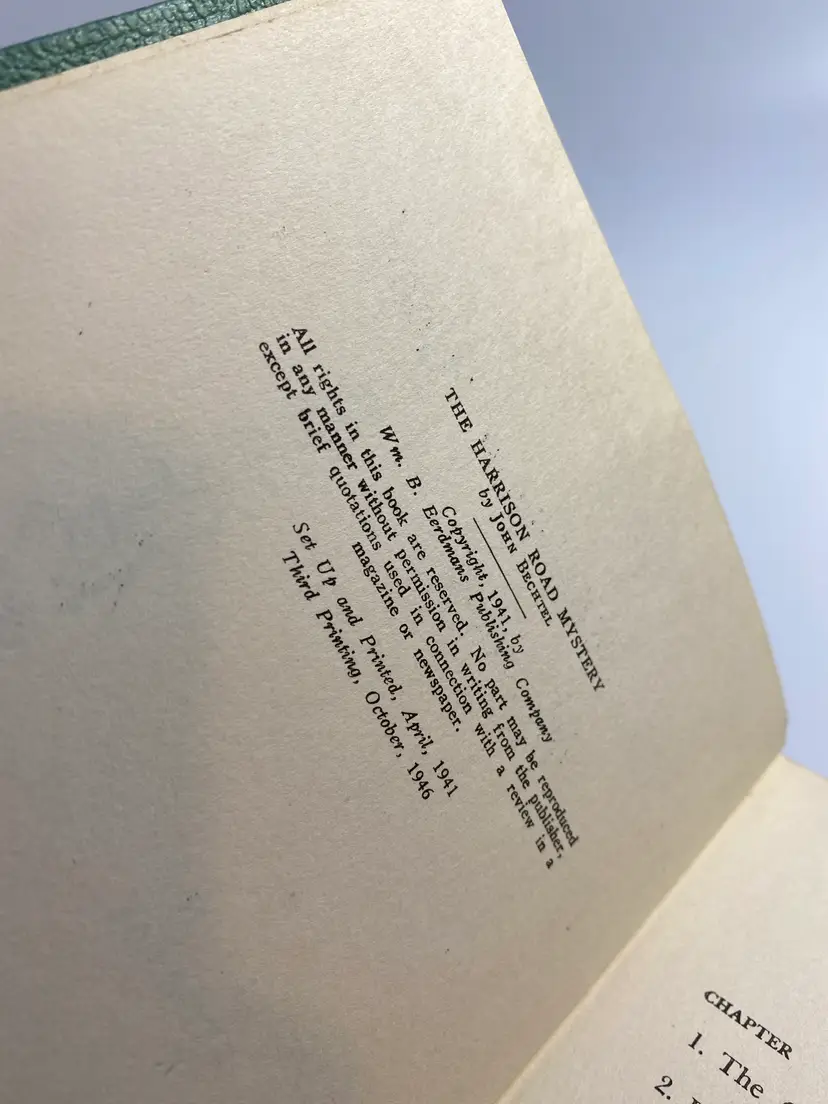 THE HARRISON ROAD MYSTERY
by JOHN BECHTEL
Copyright, 1941, by
Wm. B. Eerdmans Publishing Company
All rights in this book are reserved. No part may be reproduced
in any manner without permission in writing from the publisher,
except brief quotations used in connection with a review in a
magazine or newspaper.
Set Up and Printed, April, 1941
Third Printing, October, 1946
CHAPTER
1. The
2.